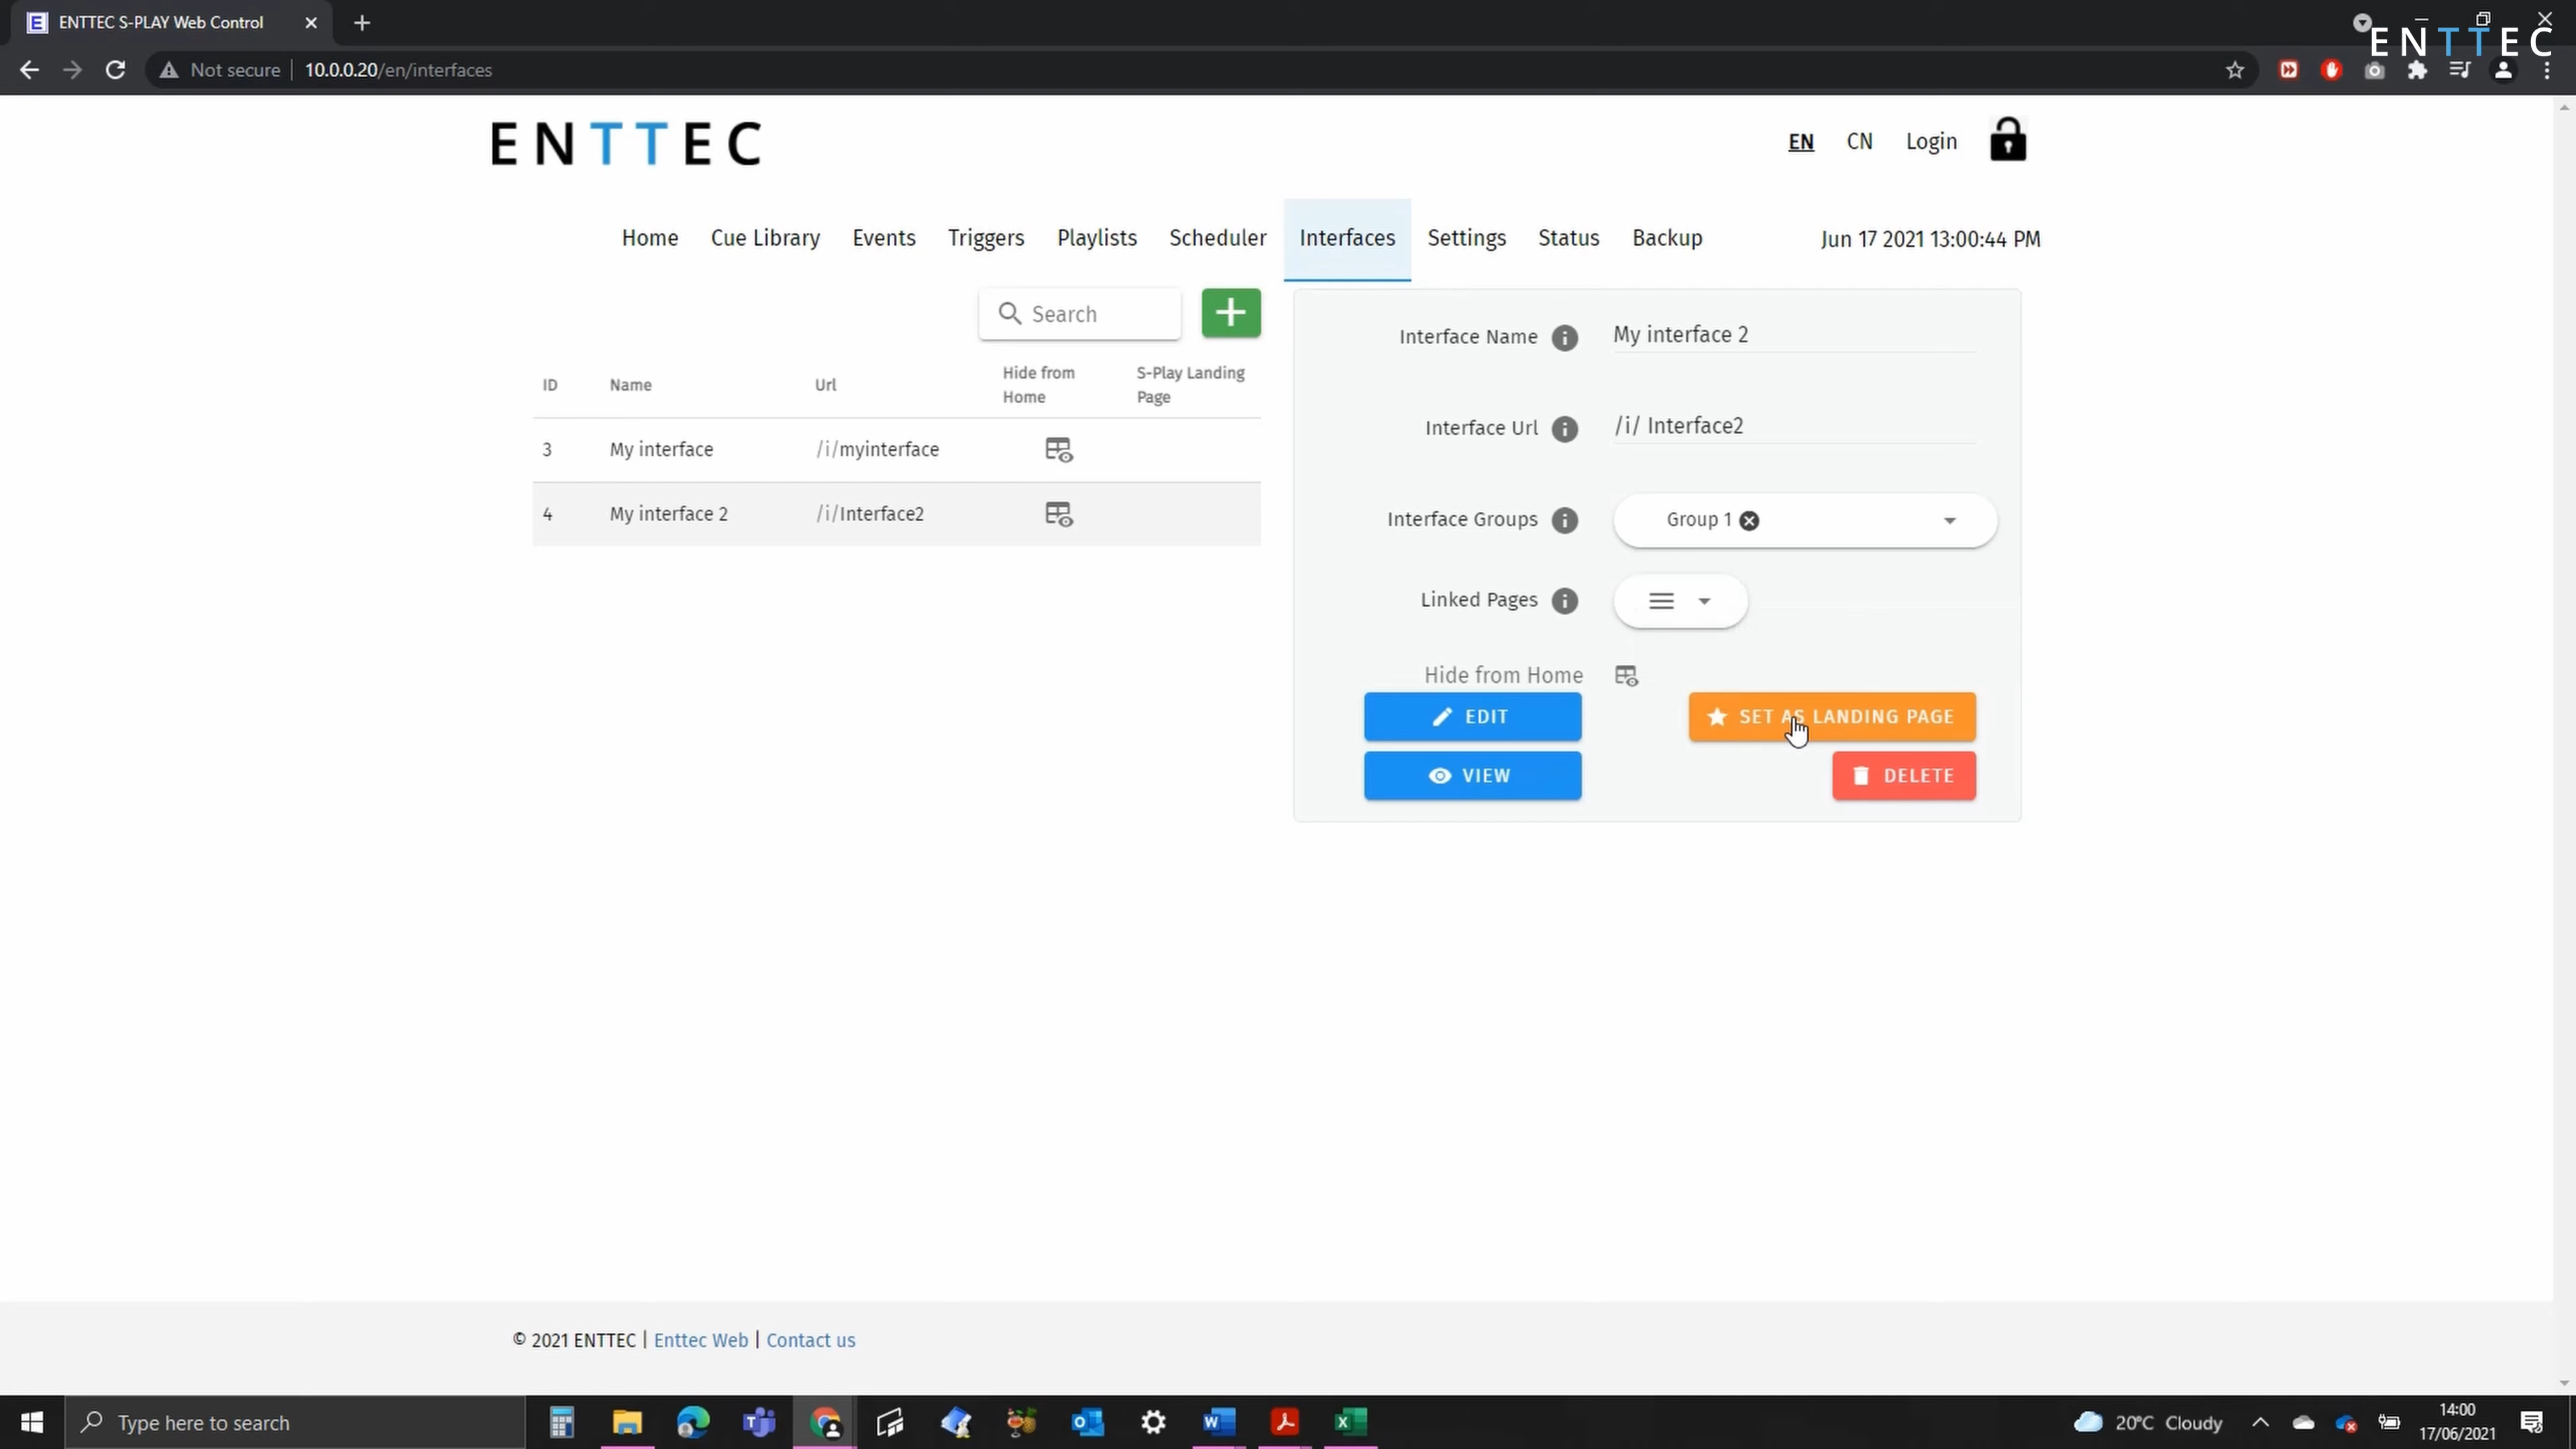 ENTTEC S-PLAY Web Control
ENTTEC
Not secure 10.0.0.20/en/interfaces
ENTTEC
EN CN Login
Home Cue Library Events Triggers Playlists Scheduler Interfaces Settings Status Backup Jun 17 2021 13:00:44 PM
Search
ID Name Url Hide from Home S-Play Landing Page
3 My interface /i/myinterface
4 My interface 2 /i/Interface2
Interface Name My interface 2
Interface Url /i/ Interface2
Interface Groups Group 1
Linked Pages
Hide from Home
EDIT SET AS LANDING PAGE
VIEW DELETE
© 2021 ENTTEC | Enttec Web | Contact us
Type here to search
20°C Cloudy
14:00
17/06/2021